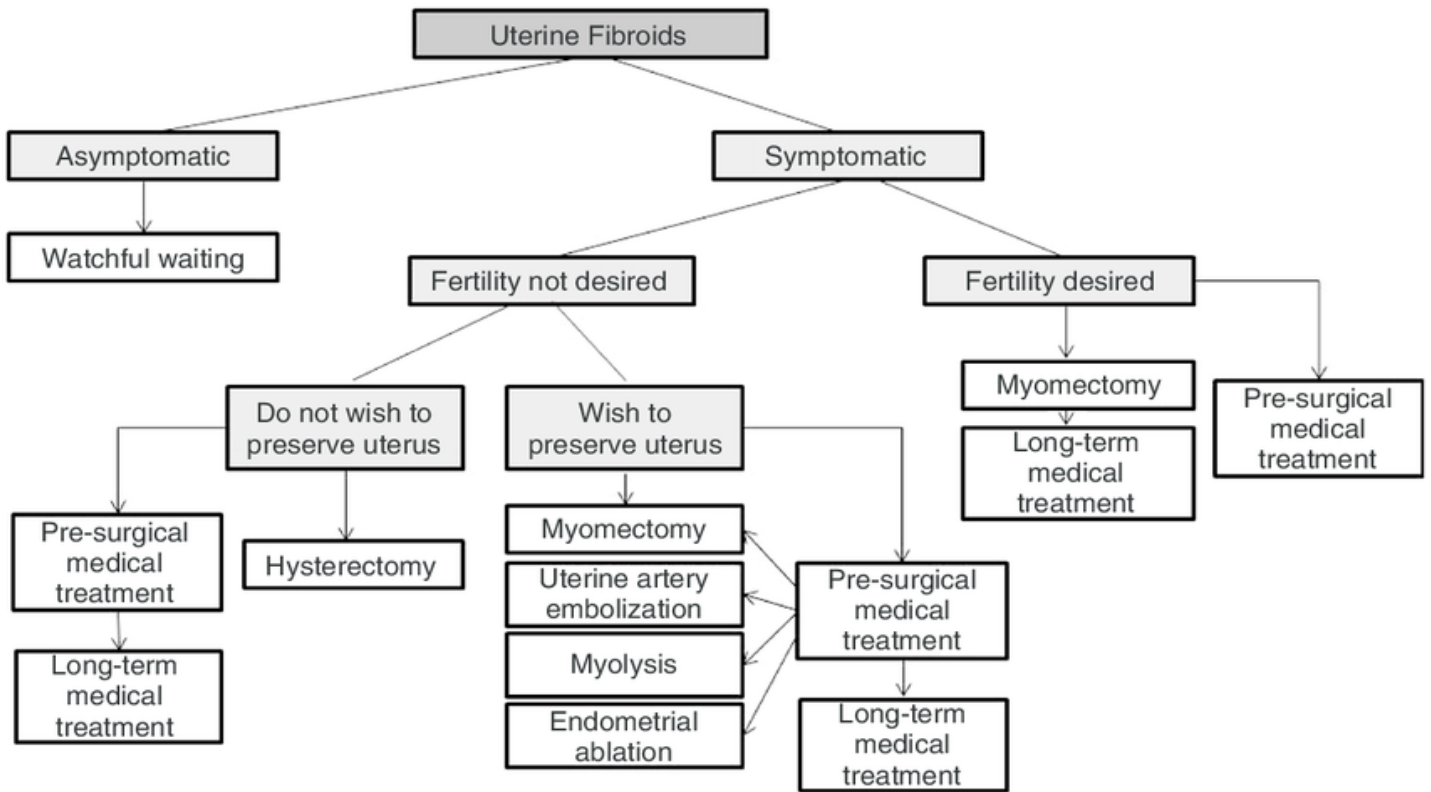 Uterine Fibroids
Asymptomatic
Symptomatic
Watchful waiting
Fertility not desired
Fertility desired
Do not wish to
preserve uterus
Wish to
preserve uterus
Myomectomy
Long-term
medical
treatment
Pre-surgical
medical
treatment
Pre-surgical
medical
treatment
Hysterectomy
Long-term
medical
treatment
Myomectomy
Uterine artery
embolization
Myolysis
Endometrial
ablation
Pre-surgical
medical
treatment
Long-term
medical
treatment